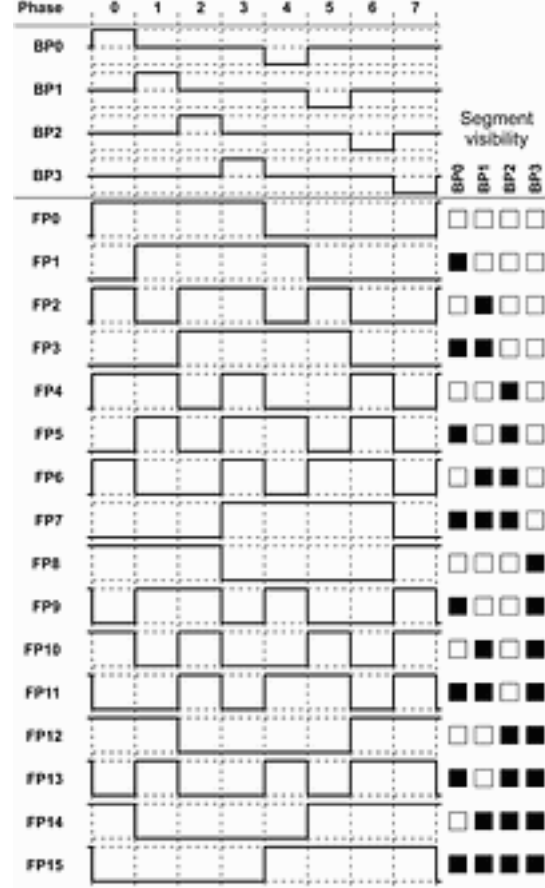 Phase 0 1 2 3 4 5 6 7
BP0
BP1
BP2
BP3
Segment
visibility
BP0 BP1 BP2 BP3
FP0
FP1
FP2
FP3
FP4
FP5
FP6
FP7
FP8
FP9
FP10
FP11
FP12
FP13
FP14
FP15